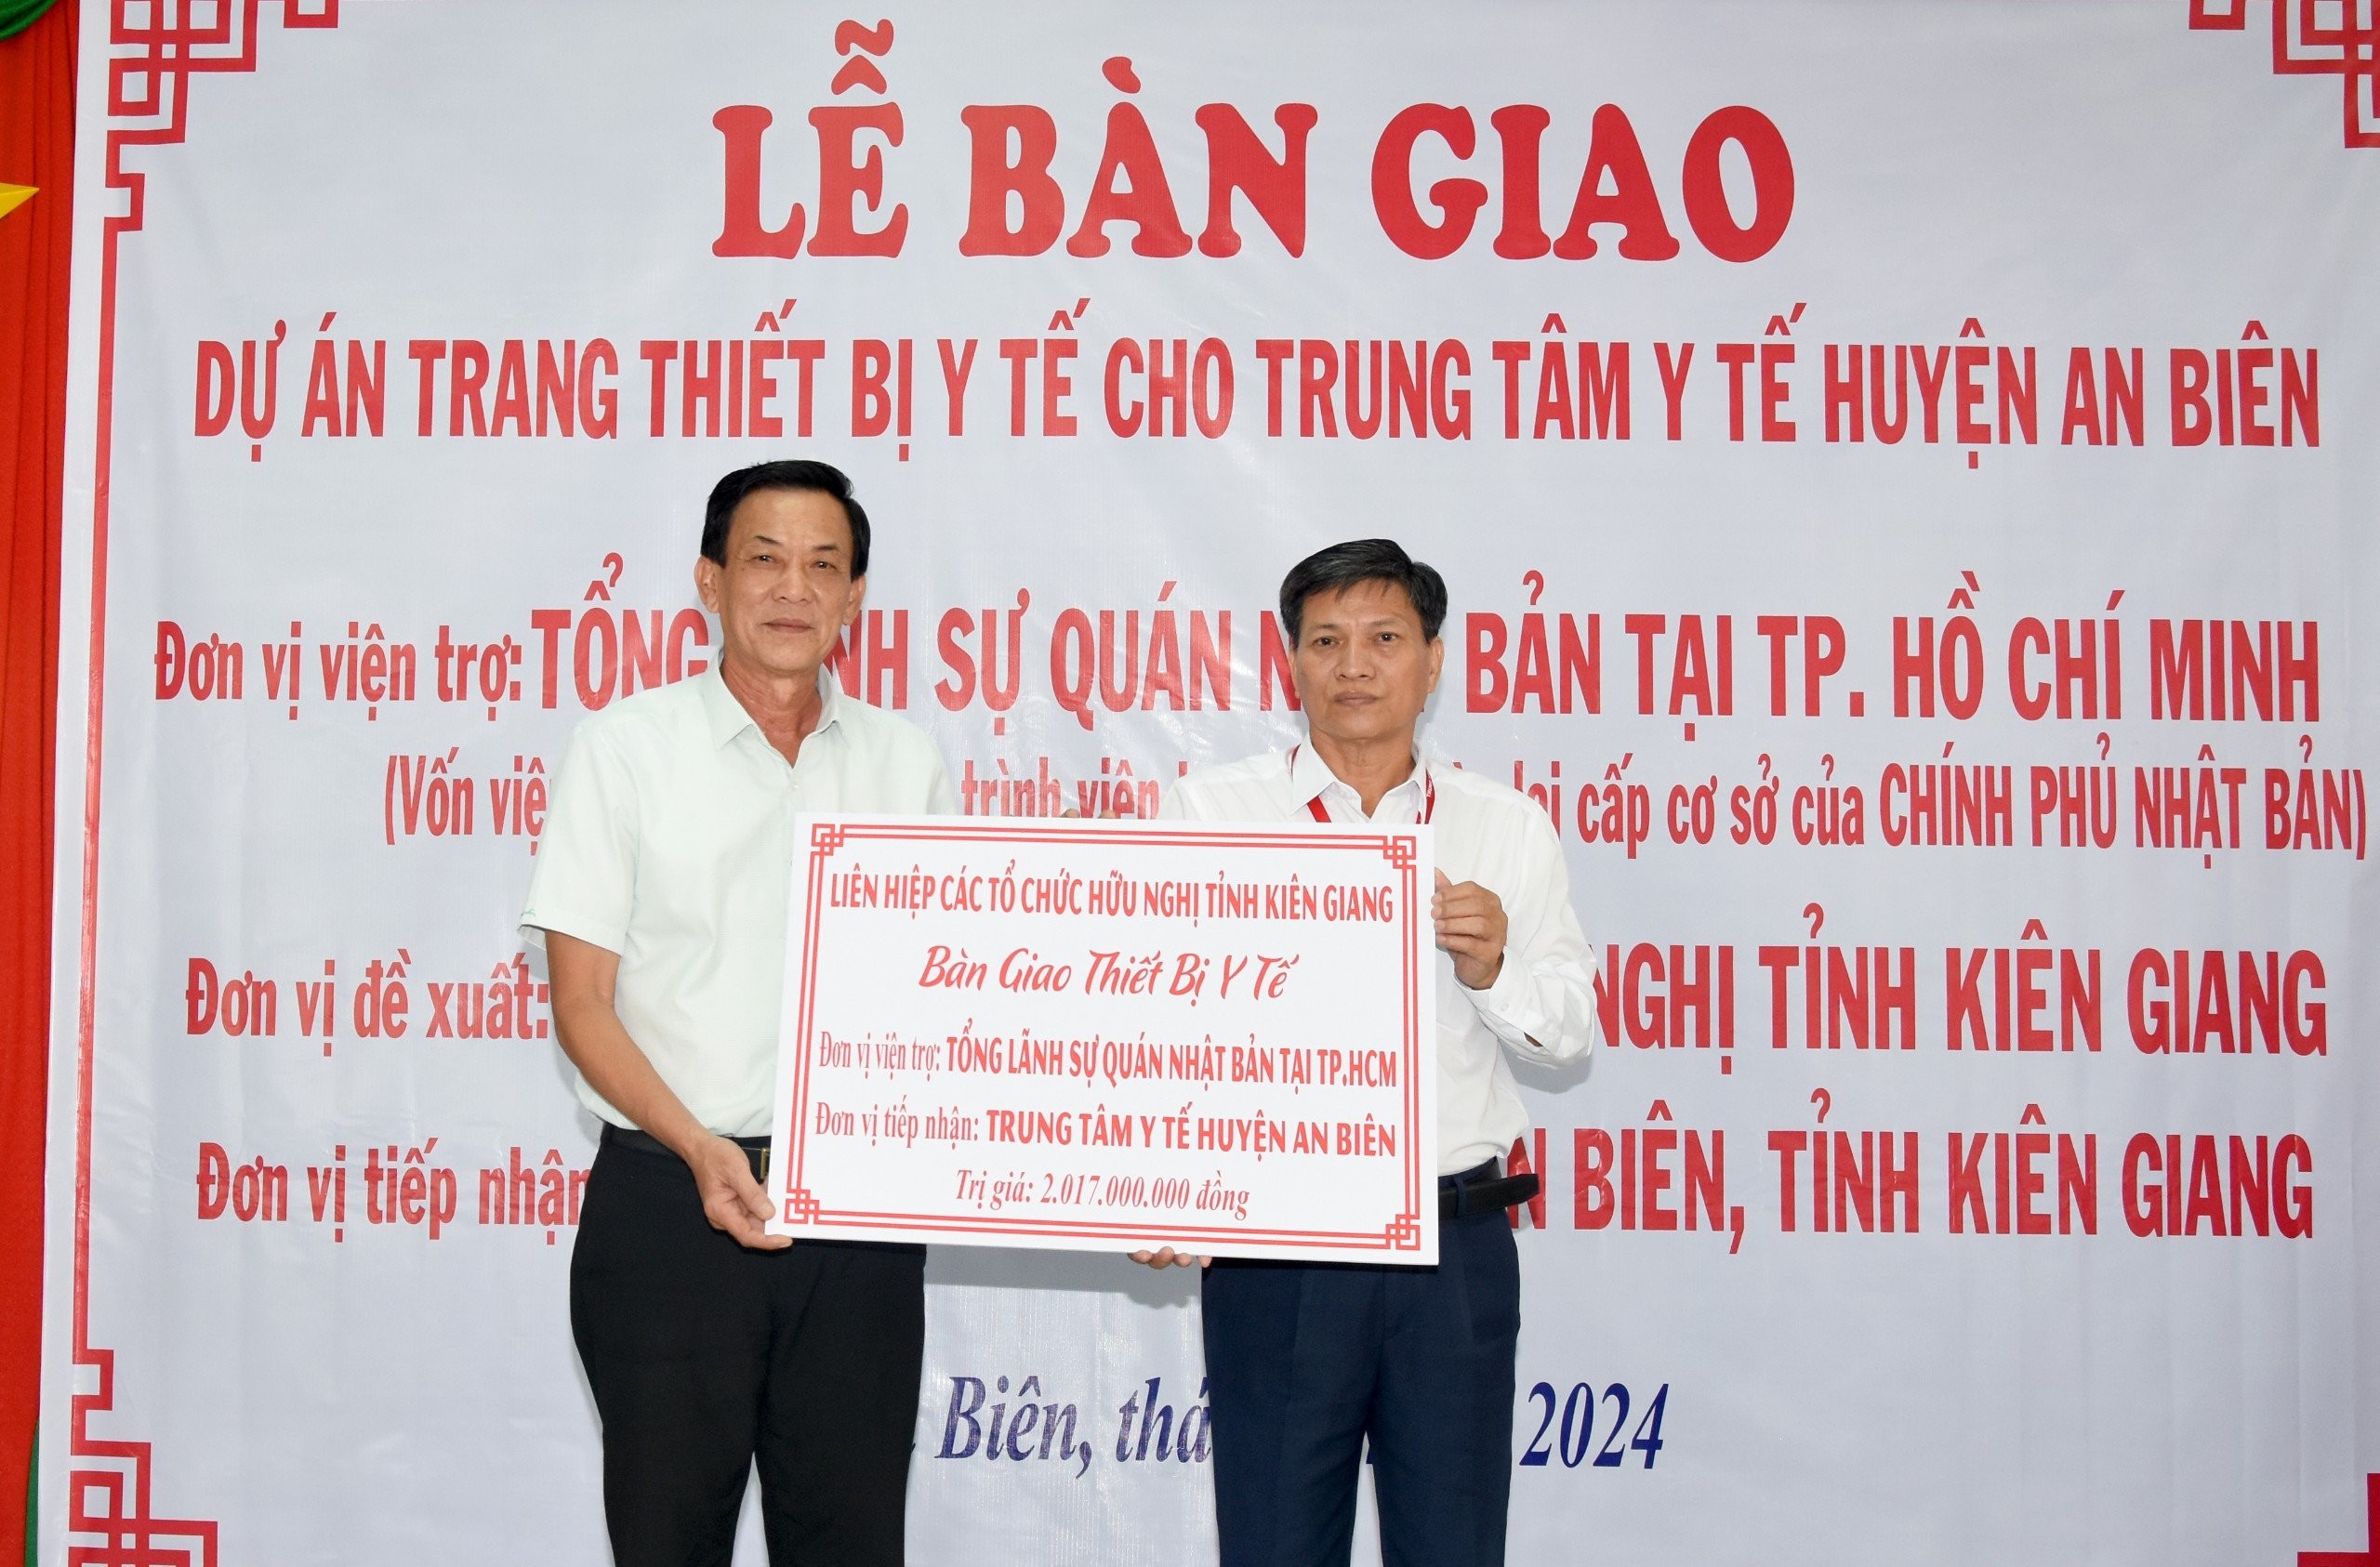 LỄ BÀN GIAO
DỰ ÁN TRANG THIẾT BỊ Y TẾ CHO TRUNG TÂM Y TẾ HUYỆN AN BIÊN
Đơn vị viện trợ: TỔNG SỰ QUÁN BẢN TẠI TP. HỒ CHÍ MINH
(Vốn trình viện cấp cơ sở của CHÍNH PHỦ NHẬT BẢN)
Đơn vị đề xuất: NGHỊ TỈNH KIÊN GIANG
Đơn vị tiếp nhận BIÊN, TỈNH KIÊN GIANG
Biên, 2024
LIÊN HIỆP CÁC TỔ CHỨC HỮU NGHỊ TỈNH KIÊN GIANG
Bàn Giao Thiết Bị Y Tế
Đơn vị viện trợ: TỔNG LÃNH SỰ QUÁN NHẬT BẢN TẠI TP.HCM
Đơn vị tiếp nhận: TRUNG TÂM Y TẾ HUYỆN AN BIÊN
Trị giá: 2.017.000.000 đồng